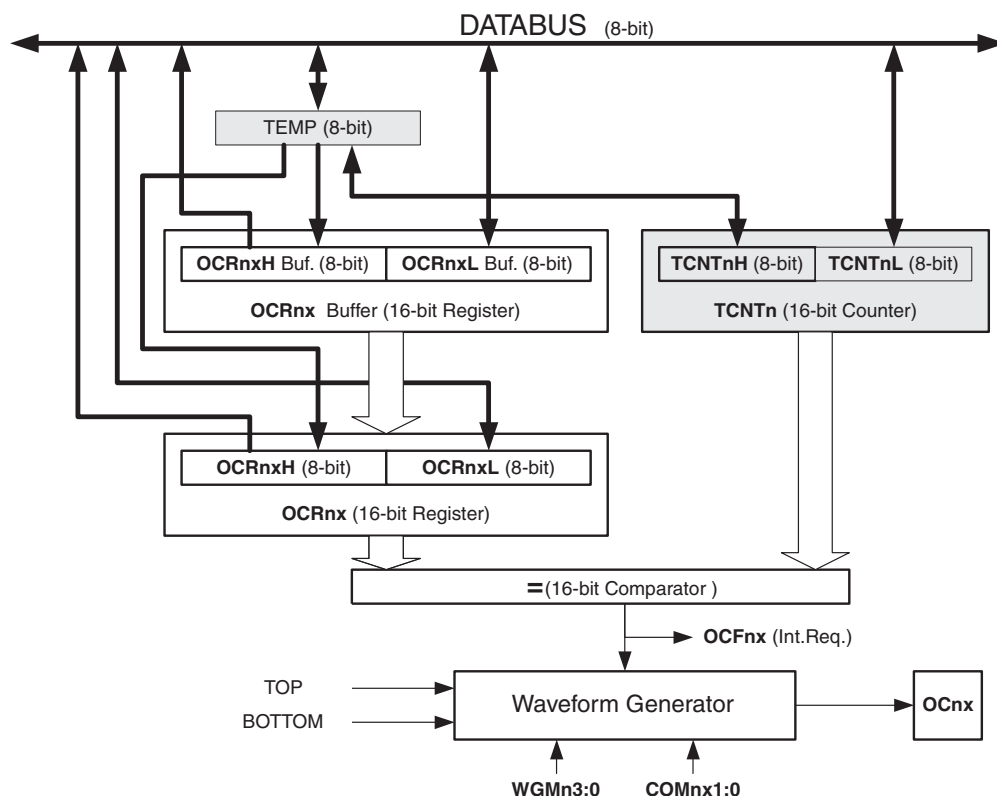 DATABUS (8-bit)
TEMP (8-bit)
OCRnxH Buf. (8-bit) OCRnxL Buf. (8-bit)
OCRnx Buffer (16-bit Register)
TCNTnH (8-bit) TCNTnL (8-bit)
TCNTn (16-bit Counter)
OCRnxH (8-bit) OCRnxL (8-bit)
OCRnx (16-bit Register)
= (16-bit Comparator )
OCFnx (Int.Req.)
TOP
BOTTOM
Waveform Generator
OCnx
WGMn3:0 COMnx1:0